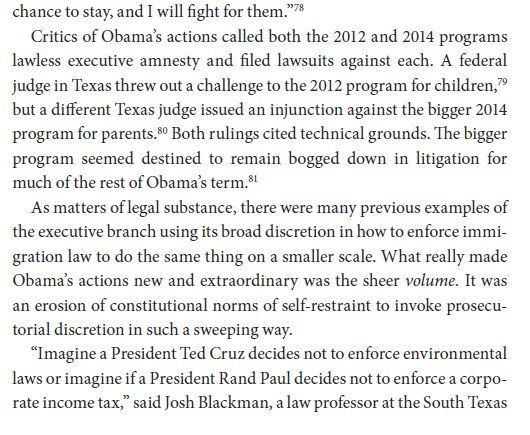 chance to stay, and I will fight for them.”78
Critics of Obama’s actions called both the 2012 and 2014 programs
lawless executive amnesty and filed lawsuits against each. A federal
judge in Texas threw out a challenge to the 2012 program for children,79
but a different Texas judge issued an injunction against the bigger 2014
program for parents.80 Both rulings cited technical grounds. The bigger
program seemed destined to remain bogged down in litigation for
much of the rest of Obama’s term.81
As matters of legal substance, there were many previous examples of
the executive branch using its broad discretion in how to enforce immi-
gration law to do the same thing on a smaller scale. What really made
Obama’s actions new and extraordinary was the sheer volume. It was
an erosion of constitutional norms of self-restraint to invoke prosecu-
torial discretion in such a sweeping way.
“Imagine a President Ted Cruz decides not to enforce environmental
laws or imagine if a President Rand Paul decides not to enforce a corpo-
rate income tax,” said Josh Blackman, a law professor at the South Texas